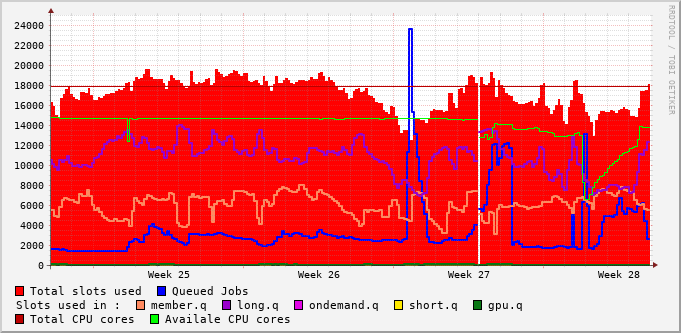 RRDTOOL / TOBI OETIKER
24000
22000
20000
18000
16000
14000
12000
10000
8000
6000
4000
2000
0
Week 25 Week 26 Week 27 Week 28
Total slots used Queued Jobs
Slots used in : member.q long.q ondemand.q short.q gpu.q
Total CPU cores Availale CPU cores